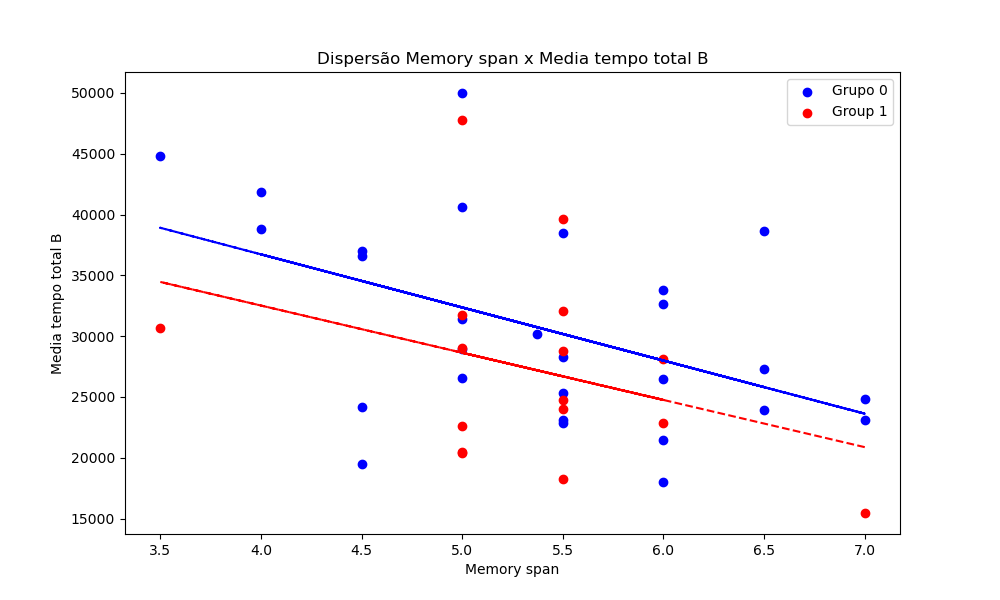 Dispersão Memory span x Media tempo total B
Grupo 0
Group 1
Media tempo total B
50000
45000
40000
35000
30000
25000
20000
15000
3.5 4.0 4.5 5.0 5.5 6.0 6.5 7.0
Memory span